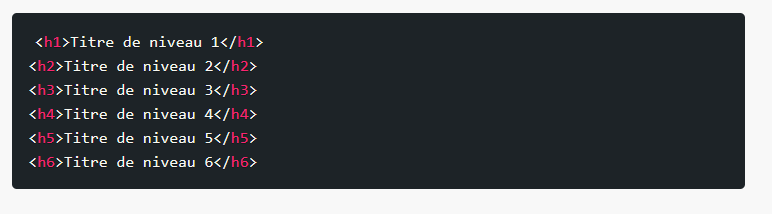 <h1>Titre de niveau 1</h1>
<h2>Titre de niveau 2</h2>
<h3>Titre de niveau 3</h3>
<h4>Titre de niveau 4</h4>
<h5>Titre de niveau 5</h5>
<h6>Titre de niveau 6</h6>